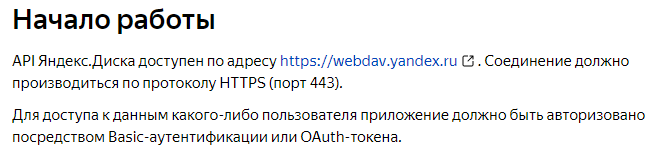 Начало работы
API Яндекс.Диска доступен по адресу https://webdav.yandex.ru . Соединение должно
производиться по протоколу HTTPS (порт 443).
Для доступа к данным какого-либо пользователя приложение должно быть авторизовано
посредством Basic-аутентификации или OAuth-токена.